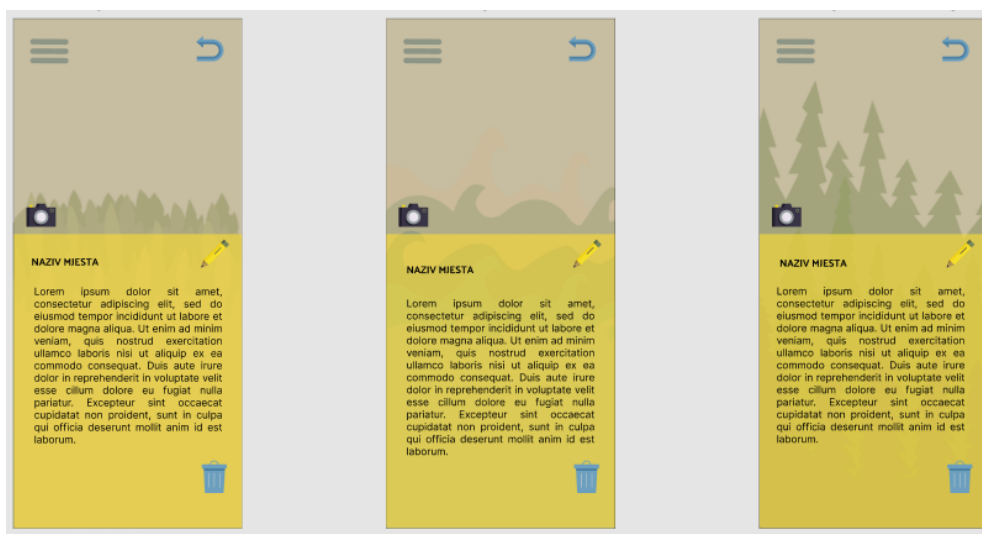 NAZIV MJESTA
Lorem ipsum dolor sit amet,
consectetur adipiscing elit, sed do
eiusmod tempor incididunt ut labore et
dolore magna aliqua. Ut enim ad minim
veniam, quis nostrud exercitation
ullamco laboris nisi ut aliquip ex ea
commodo consequat. Duis aute irure
dolor in reprehenderit in voluptate velit
esse cillum dolore eu fugiat nulla
pariatur. Excepteur sint occaecat
cupidatat non proident, sunt in culpa
qui officia deserunt mollit anim id est
laborum.
NAZIV MJESTA
Lorem ipsum dolor sit amet,
consectetur adipiscing elit, sed do
eiusmod tempor incididunt ut labore et
dolore magna aliqua. Ut enim ad minim
veniam, quis nostrud exercitation
ullamco laboris nisi ut aliquip ex ea
commodo consequat. Duis aute irure
dolor in reprehenderit in voluptate velit
esse cillum dolore eu fugiat nulla
pariatur. Excepteur sint occaecat
cupidatat non proident, sunt in culpa
qui officia deserunt mollit anim id est
laborum.
NAZIV MJESTA
Lorem ipsum dolor sit amet,
consectetur adipiscing elit, sed do
eiusmod tempor incididunt ut labore et
dolore magna aliqua. Ut enim ad minim
veniam, quis nostrud exercitation
ullamco laboris nisi ut aliquip ex ea
commodo consequat. Duis aute irure
dolor in reprehenderit in voluptate velit
esse cillum dolore eu fugiat nulla
pariatur. Excepteur sint occaecat
cupidatat non proident, sunt in culpa
qui officia deserunt mollit anim id est
laborum.